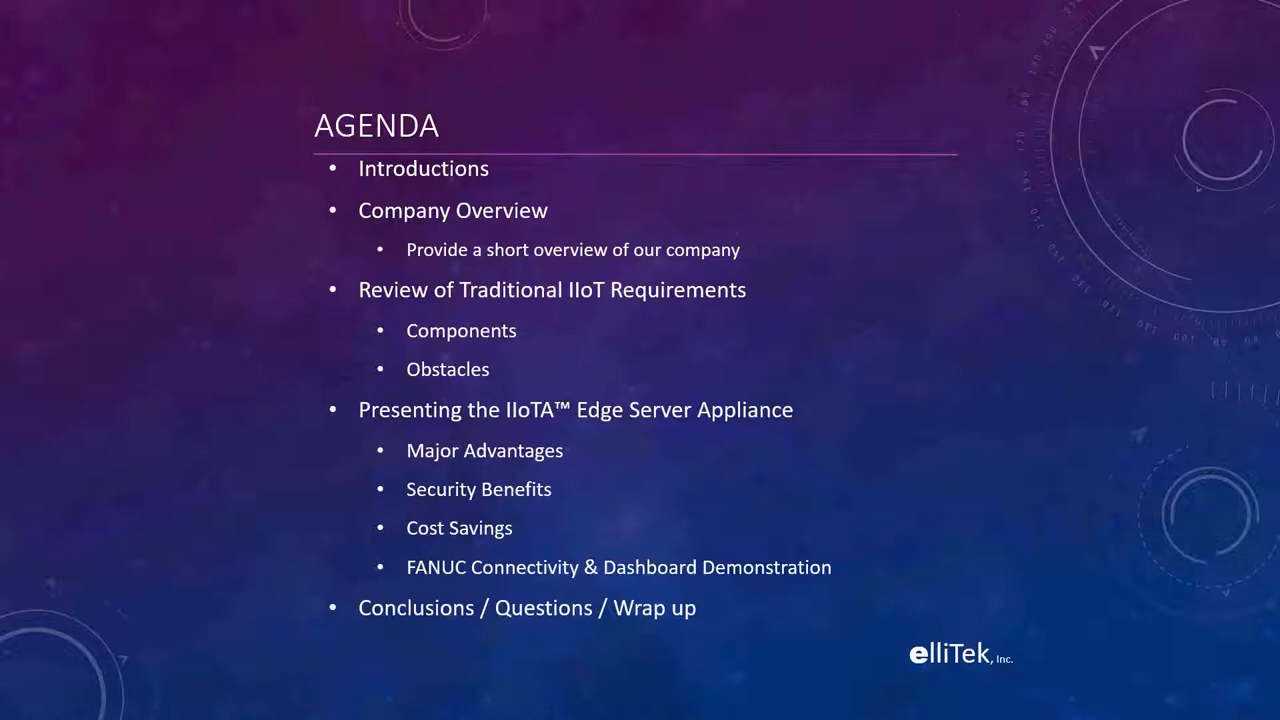 AGENDA
• Introductions
• Company Overview
• Provide a short overview of our company
• Review of Traditional IIoT Requirements
• Components
• Obstacles
• Presenting the IIoTA™ Edge Server Appliance
• Major Advantages
• Security Benefits
• Cost Savings
• FANUC Connectivity & Dashboard Demonstration
• Conclusions / Questions / Wrap up
elliTek, Inc.